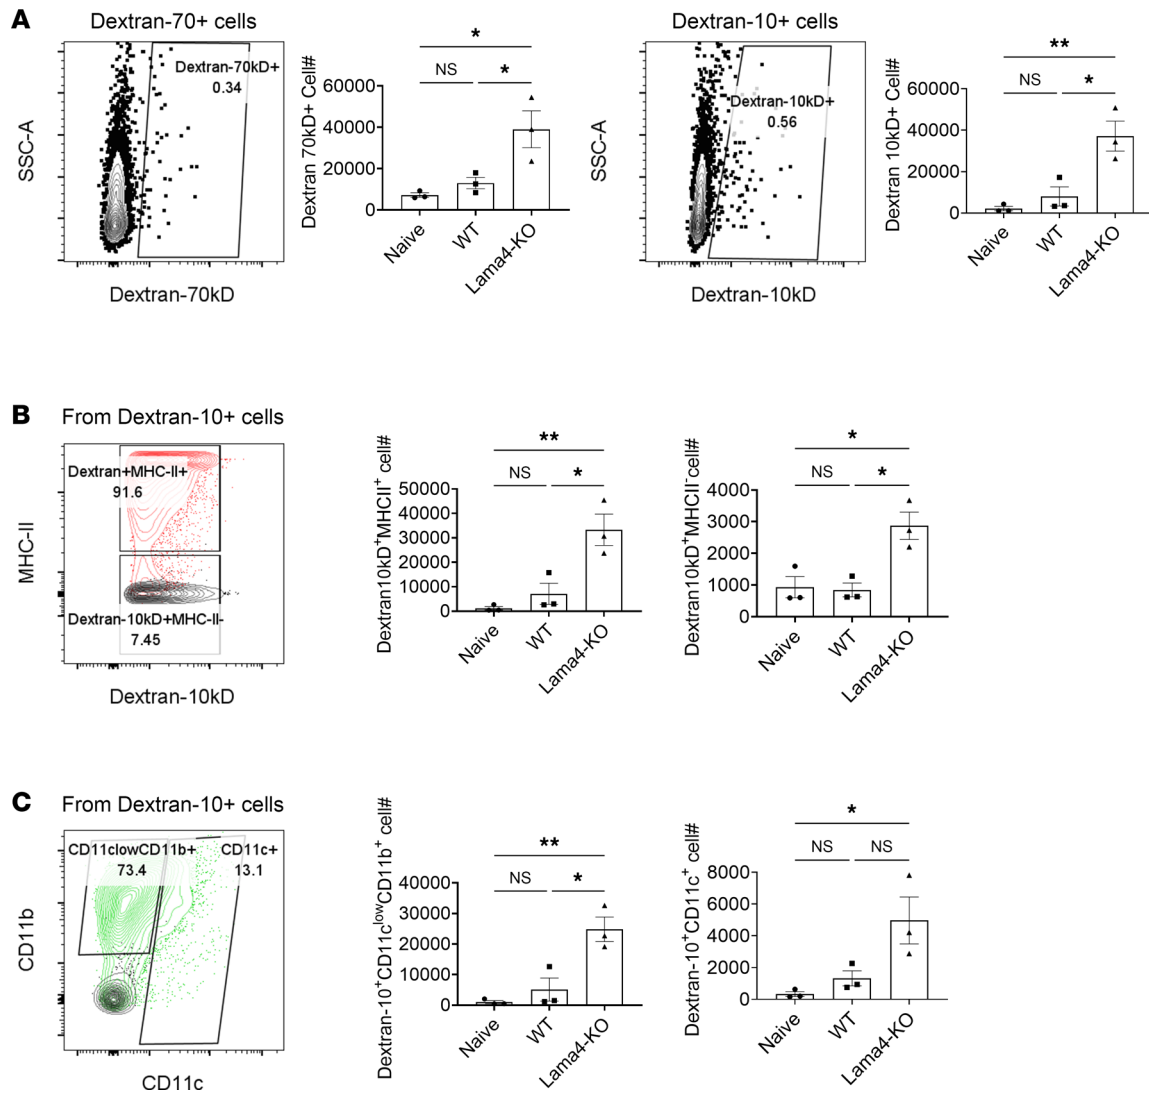 A
Dextran-70+ cells
Dextran-70kD+
0.34
SSC-A
Dextran-70kD
*
NS
*
Dextran 70kD+ Cell#
60000
40000
20000
0
Naive
WT
Lama4-KO
Dextran-10+ cells
Dextran-10kD+
0.56
SSC-A
Dextran-10kD
**
NS
*
Dextran 10kD+ Cell#
60000
40000
20000
0
Naive
WT
Lama4-KO
B
From Dextran-10+ cells
Dextran+MHC-II+
91.6
Dextran-10kD+MHC-II-
7.45
MHC-II
Dextran-10kD
**
NS
*
Dextran10kD⁺MHCII⁺ cell#
50000
40000
30000
20000
10000
0
Naive
WT
Lama4-KO
*
NS
*
Dextran10kD⁺MHCII⁻cell#
4000
3000
2000
1000
0
Naive
WT
Lama4-KO
C
From Dextran-10+ cells
CD11clowCD11b+
73.4
CD11c+
13.1
CD11b
CD11c
**
NS
*
Dextran-10⁺CD11cˡᵒʷCD11b⁺ cell#
40000
30000
20000
10000
0
Naive
WT
Lama4-KO
*
NS
NS
Dextran-10⁺CD11c⁺ cell#
8000
6000
4000
2000
0
Naive
WT
Lama4-KO